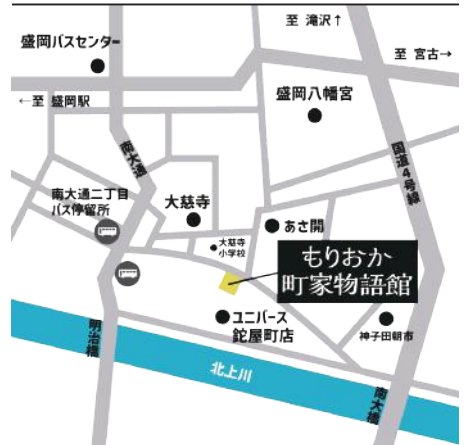 至 滝沢↑
盛岡バスセンター
至 宮古→
←至 盛岡駅
盛岡八幡宮
南大通
国道4号線
南大通二丁目
バス停留所
大慈寺
あさ開
大慈寺
小学校
もりおか
町家物語館
ユニバース
鉈屋町店
神子田朝市
明治橋
北上川
南大橋